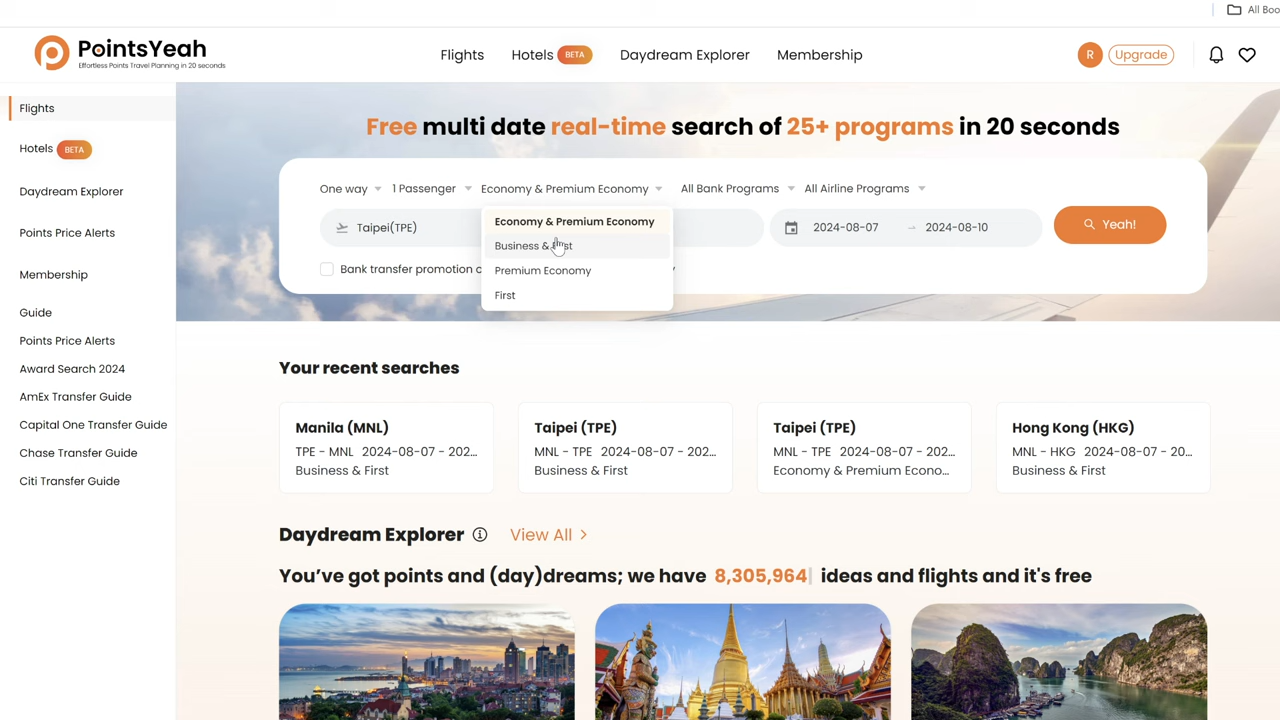 All Boo
PointsYeah
Effortless Points Travel Planning in 20 seconds
Flights
Hotels BETA
Daydream Explorer
Membership
R
Upgrade
Flights
Hotels BETA
Daydream Explorer
Points Price Alerts
Membership
Guide
Points Price Alerts
Award Search 2024
AmEx Transfer Guide
Capital One Transfer Guide
Chase Transfer Guide
Citi Transfer Guide
Free multi date real-time search of 25+ programs in 20 seconds
One way
1 Passenger
Economy & Premium Economy
All Bank Programs
All Airline Programs
Taipei(TPE)
2024-08-07
2024-08-10
Yeah!
Economy & Premium Economy
Business & First
Premium Economy
First
Bank transfer promotion
Your recent searches
Manila (MNL)
TPE - MNL 2024-08-07 - 202...
Business & First
Taipei (TPE)
MNL - TPE 2024-08-07 - 202...
Business & First
Taipei (TPE)
MNL - TPE 2024-08-07 - 202...
Economy & Premium Econo...
Hong Kong (HKG)
MNL - HKG 2024-08-07 - 20...
Business & First
Daydream Explorer
View All
You've got points and (day)dreams; we have 8,305,964 ideas and flights and it's free